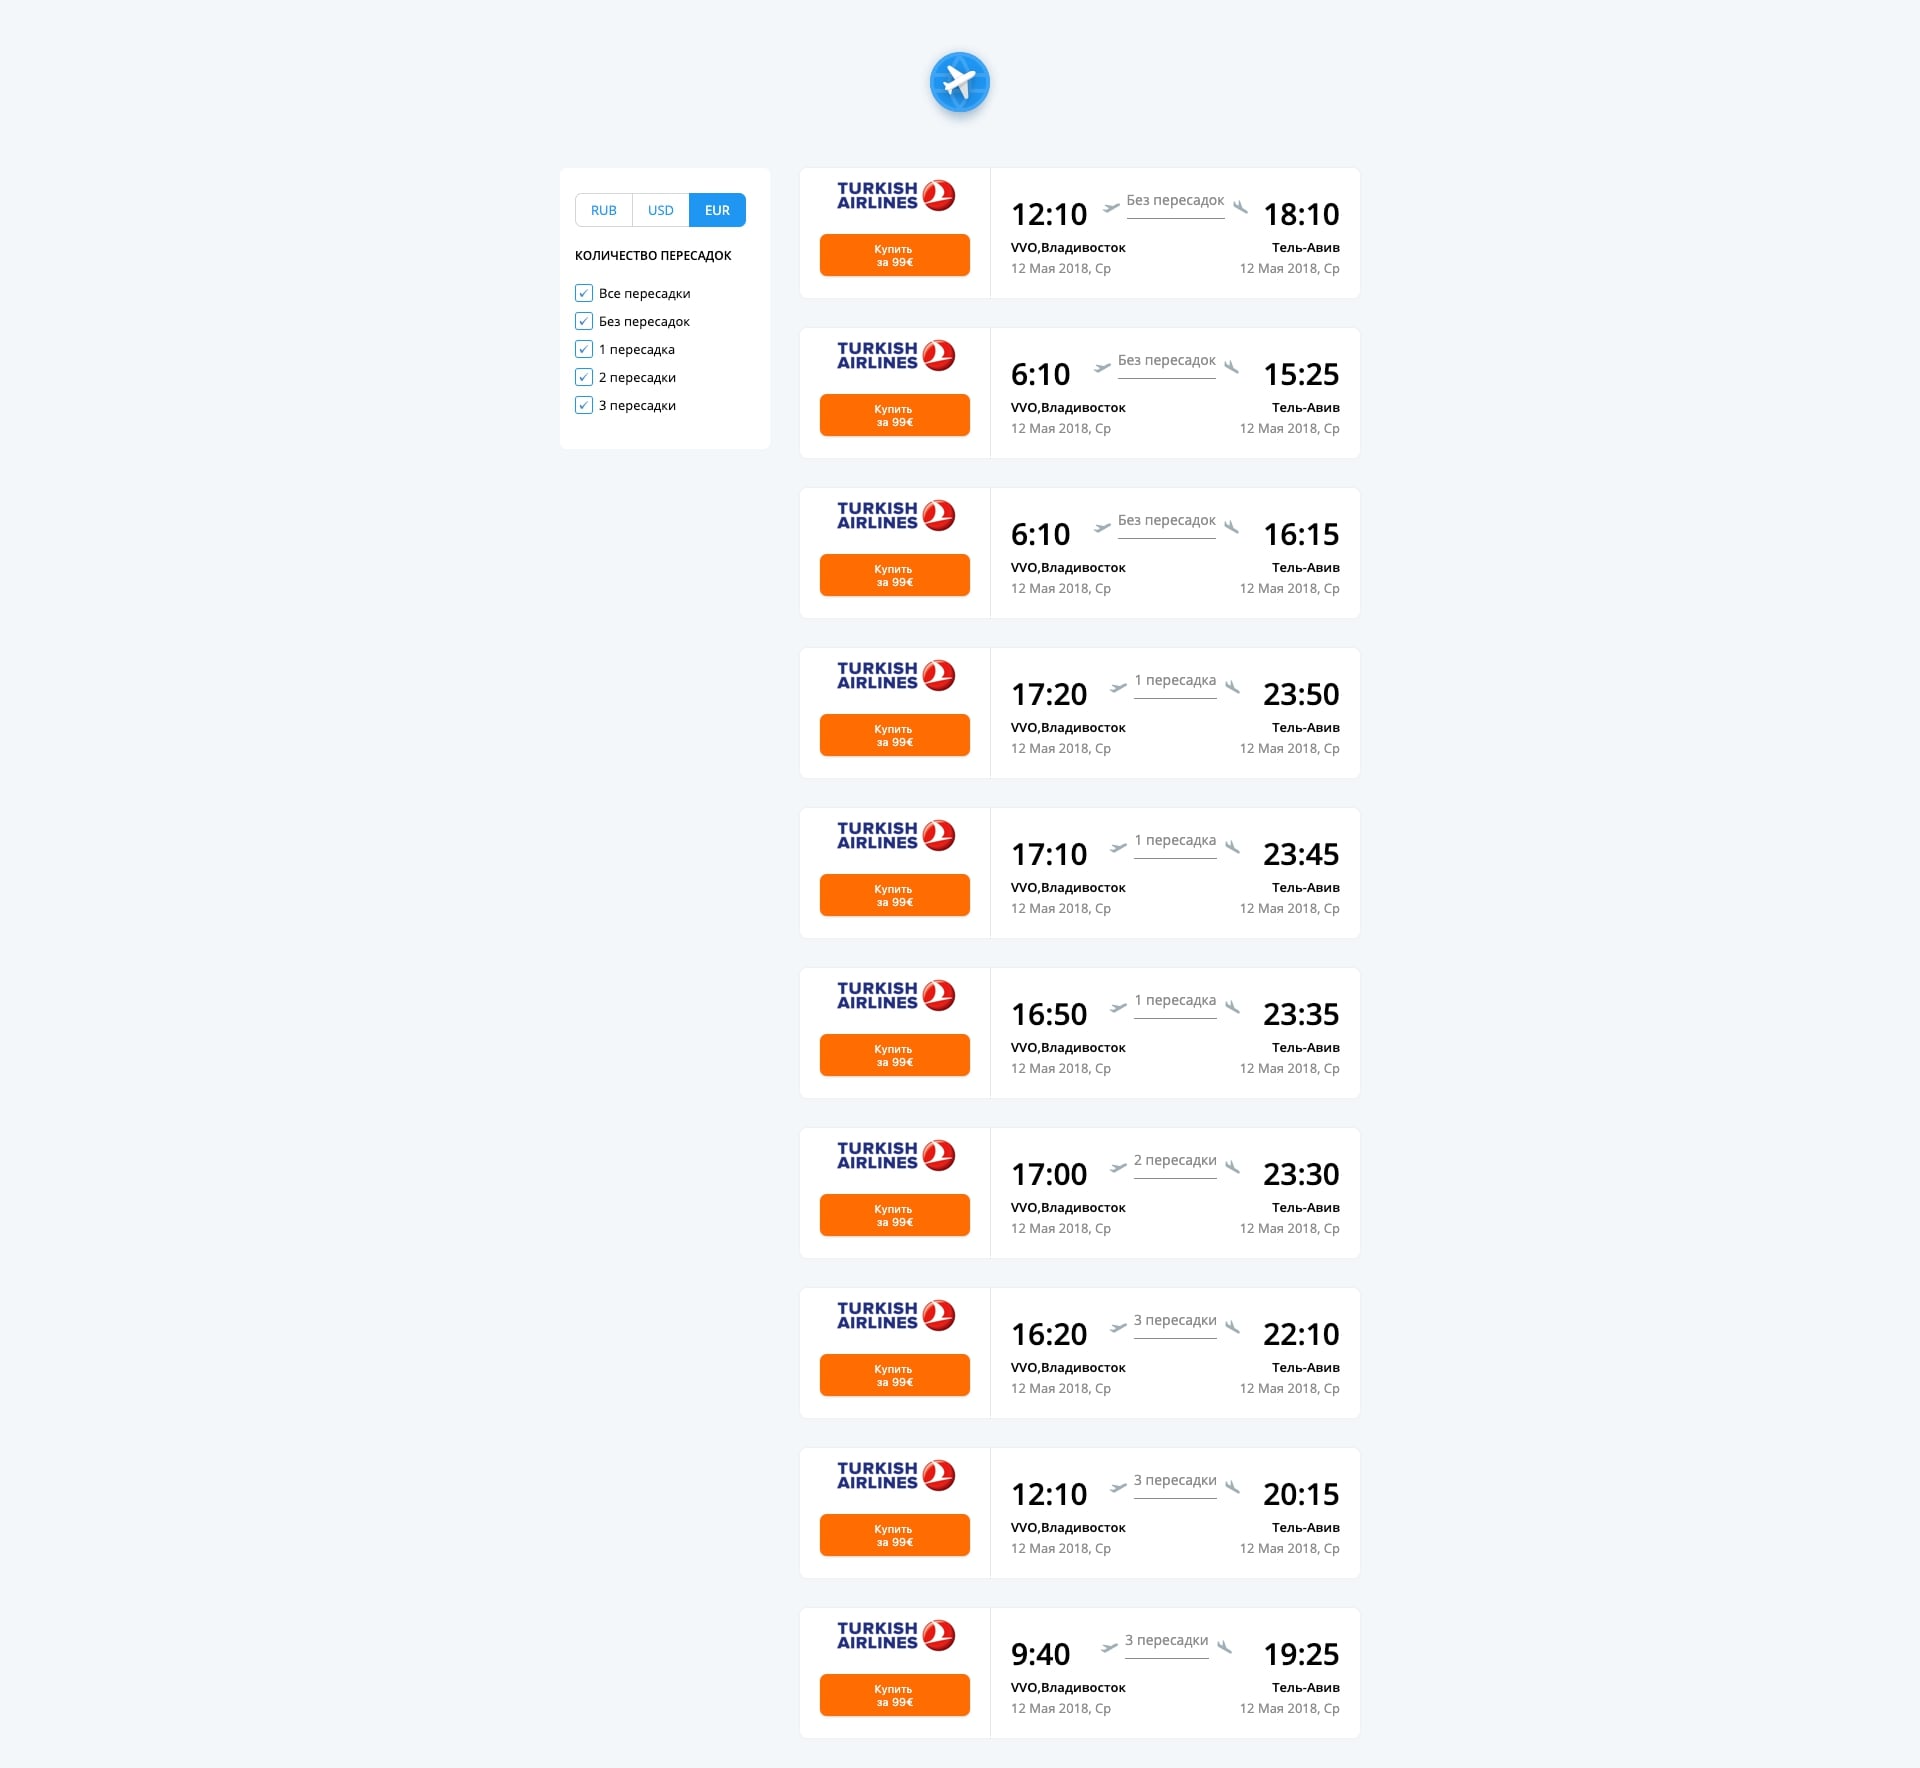 RUB USD EUR
КОЛИЧЕСТВО ПЕРЕСАДОК
Все пересадки
Без пересадок
1 пересадка
2 пересадки
3 пересадки
TURKISH
AIRLINES
Купить
за 99€
Без пересадок
12:10 18:10
VVO,Владивосток Тель-Авив
12 Мая 2018, Ср 12 Мая 2018, Ср
TURKISH
AIRLINES
Купить
за 99€
Без пересадок
6:10 15:25
VVO,Владивосток Тель-Авив
12 Мая 2018, Ср 12 Мая 2018, Ср
TURKISH
AIRLINES
Купить
за 99€
Без пересадок
6:10 16:15
VVO,Владивосток Тель-Авив
12 Мая 2018, Ср 12 Мая 2018, Ср
TURKISH
AIRLINES
Купить
за 99€
1 пересадка
17:20 23:50
VVO,Владивосток Тель-Авив
12 Мая 2018, Ср 12 Мая 2018, Ср
TURKISH
AIRLINES
Купить
за 99€
1 пересадка
17:10 23:45
VVO,Владивосток Тель-Авив
12 Мая 2018, Ср 12 Мая 2018, Ср
TURKISH
AIRLINES
Купить
за 99€
1 пересадка
16:50 23:35
VVO,Владивосток Тель-Авив
12 Мая 2018, Ср 12 Мая 2018, Ср
TURKISH
AIRLINES
Купить
за 99€
2 пересадки
17:00 23:30
VVO,Владивосток Тель-Авив
12 Мая 2018, Ср 12 Мая 2018, Ср
TURKISH
AIRLINES
Купить
за 99€
3 пересадки
16:20 22:10
VVO,Владивосток Тель-Авив
12 Мая 2018, Ср 12 Мая 2018, Ср
TURKISH
AIRLINES
Купить
за 99€
3 пересадки
12:10 20:15
VVO,Владивосток Тель-Авив
12 Мая 2018, Ср 12 Мая 2018, Ср
TURKISH
AIRLINES
Купить
за 99€
3 пересадки
9:40 19:25
VVO,Владивосток Тель-Авив
12 Мая 2018, Ср 12 Мая 2018, Ср